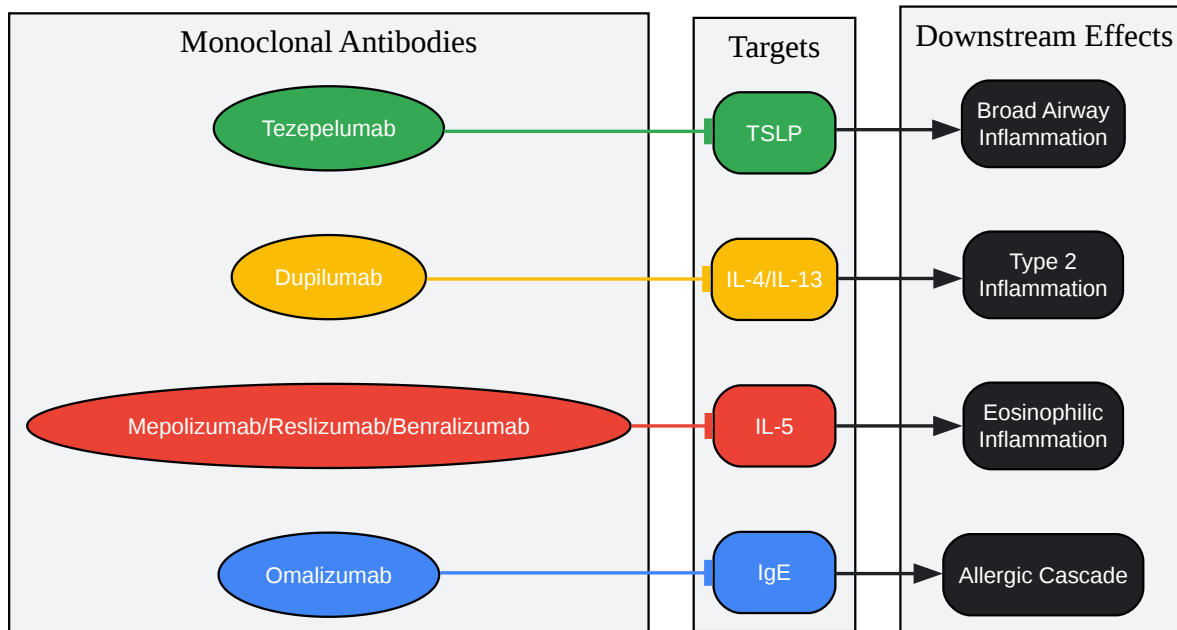 Monoclonal Antibodies
Targets
Downstream Effects
Tezepelumab
TSLP
Broad Airway
Inflammation
Dupilumab
IL-4/IL-13
Type 2
Inflammation
Mepolizumab/Reslizumab/Benralizumab
IL-5
Eosinophilic
Inflammation
Omalizumab
IgE
Allergic Cascade